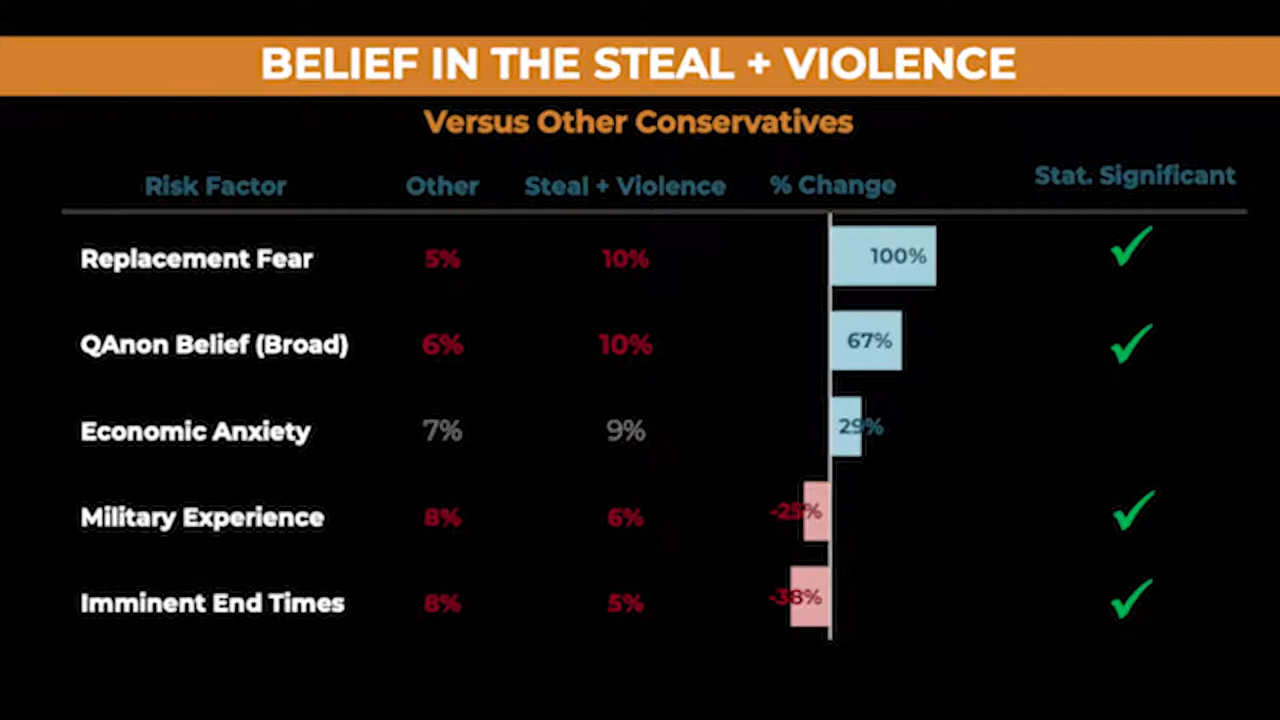 BELIEF IN THE STEAL + VIOLENCE
Versus Other Conservatives
Risk Factor Other Steal + Violence % Change Stat. Significant
Replacement Fear 5% 10% 100%
QAnon Belief (Broad) 6% 10% 67%
Economic Anxiety 7% 9% 29%
Military Experience 8% 6% -25%
Imminent End Times 8% 5% -38%